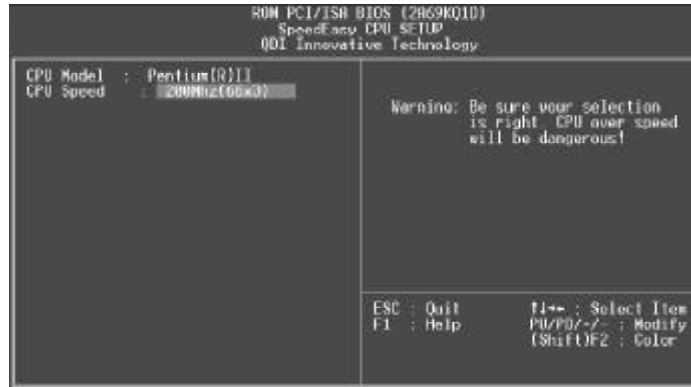 ROM PCI/ISA BIOS (2A69KQ1D)
SpeedEasy CPU SETUP
QDI Innovative Technology
CPU Model : Pentium(R)II
CPU Speed : 200Mhz(66x3)
Warning: Be sure your selection
is right. CPU over speed
will be dangerous!
ESC : Quit
F1 : Help
↑↓→← : Select Item
PU/PD/+/- : Modify
(Shift)F2 : Color